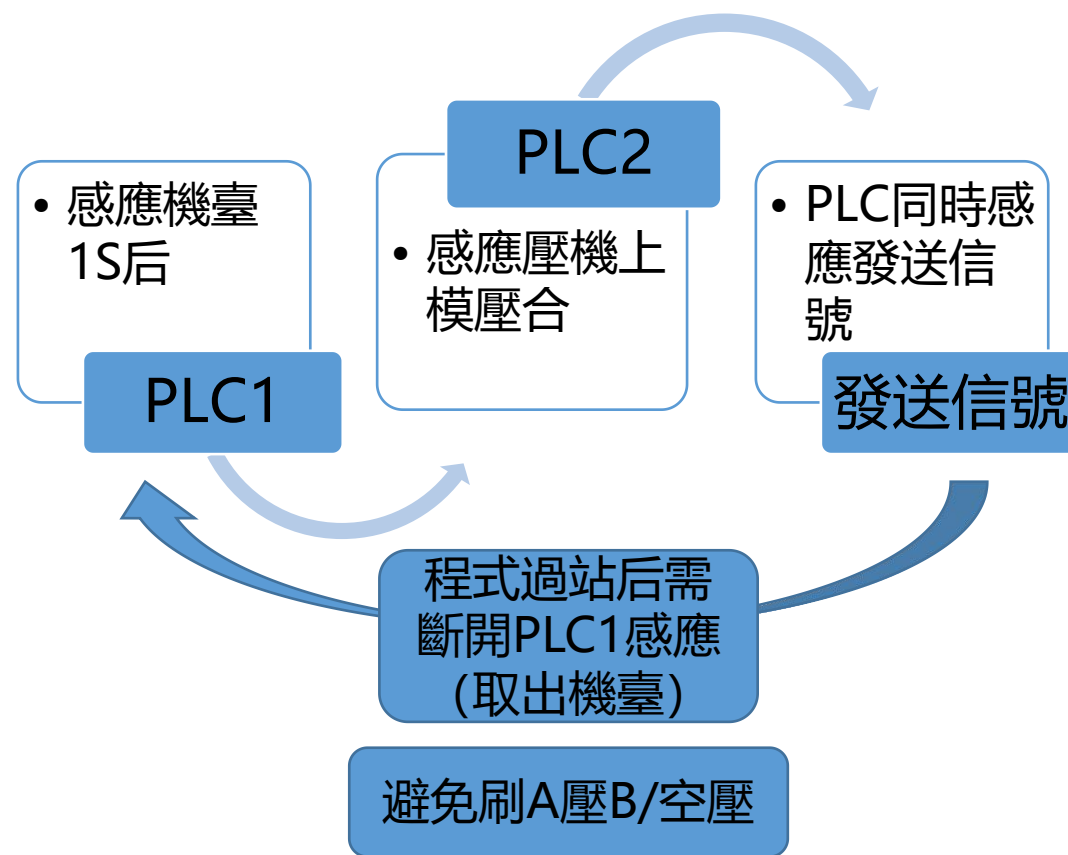 • 感應機臺
1S后
PLC1
PLC2
• 感應壓機上
模壓合
• PLC同時感
應發送信
號
發送信號
程式過站后需
斷開PLC1感應
（取出機臺）
避免刷A壓B/空壓